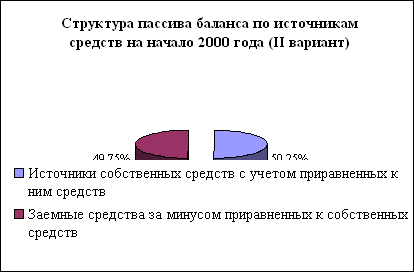 Структура пассива баланса по источникам
средств на начало 2000 года (II вариант)
49,75%
50,25%
Источники собственных средств с учетом приравненных к
ним средств
Заемные средства за минусом приравненных к собственных
средств